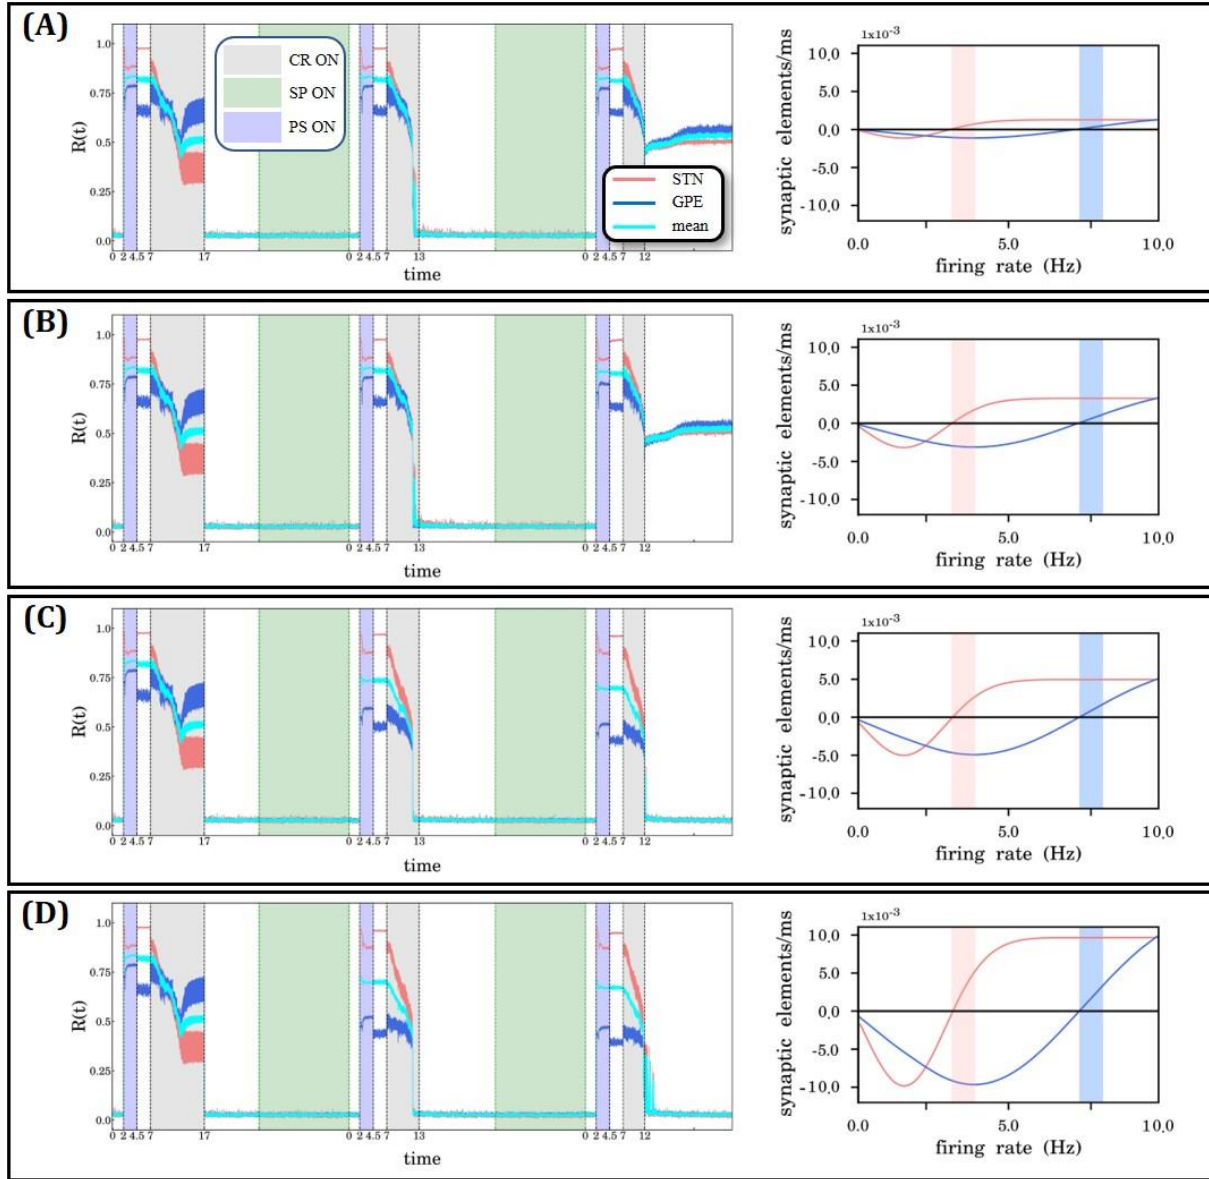 (A)
1.0
0.75
0.5
0.25
0.0
R(t)
CR ON
SP ON
PS ON
STN
GPE
mean
0 2 4.5 7 17 0 2 4.5 7 13 0 2 4.5 7 12
time
1x10-3
10.0
5.0
0.0
-5.0
-10.0
synaptic elements/ms
0.0 5.0 10.0
firing rate (Hz)
(B)
1.0
0.75
0.5
0.25
0.0
R(t)
0 2 4.5 7 17 0 2 4.5 7 13 0 2 4.5 7 12
time
1x10-3
10.0
5.0
0.0
-5.0
-10.0
synaptic elements/ms
0.0 5.0 10.0
firing rate (Hz)
(C)
1.0
0.75
0.5
0.25
0.0
R(t)
0 2 4.5 7 17 0 2 4.5 7 13 0 2 4.5 7 12
time
1x10-3
10.0
5.0
0.0
-5.0
-10.0
synaptic elements/ms
0.0 5.0 10.0
firing rate (Hz)
(D)
1.0
0.75
0.5
0.25
0.0
R(t)
0 2 4.5 7 17 0 2 4.5 7 13 0 2 4.5 7 12
time
1x10-3
10.0
5.0
0.0
-5.0
-10.0
synaptic elements/ms
0.0 5.0 10.0
firing rate (Hz)